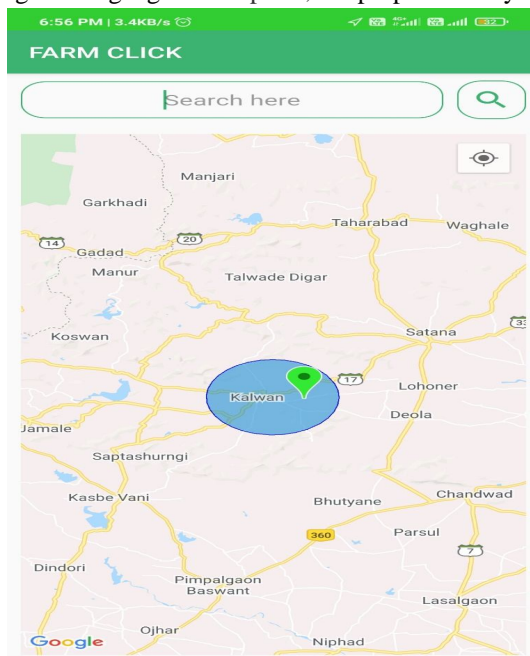 6:56 PM | 3.4KB/s
32
FARM CLICK
Search here
Manjari
Garkhadi
Taharabad
Waghale
14
20
Gadad
Manur
Talwade Digar
Koswan
Satana
17
Kalwan
Lohoner
Deola
Jamale
Saptashurngi
Kasbe Vani
Bhutyane
Chandwad
360
Parsul
7
Dindori
Pimpalgaon
Baswant
Lasalgaon
Ojhar
Niphad
Google